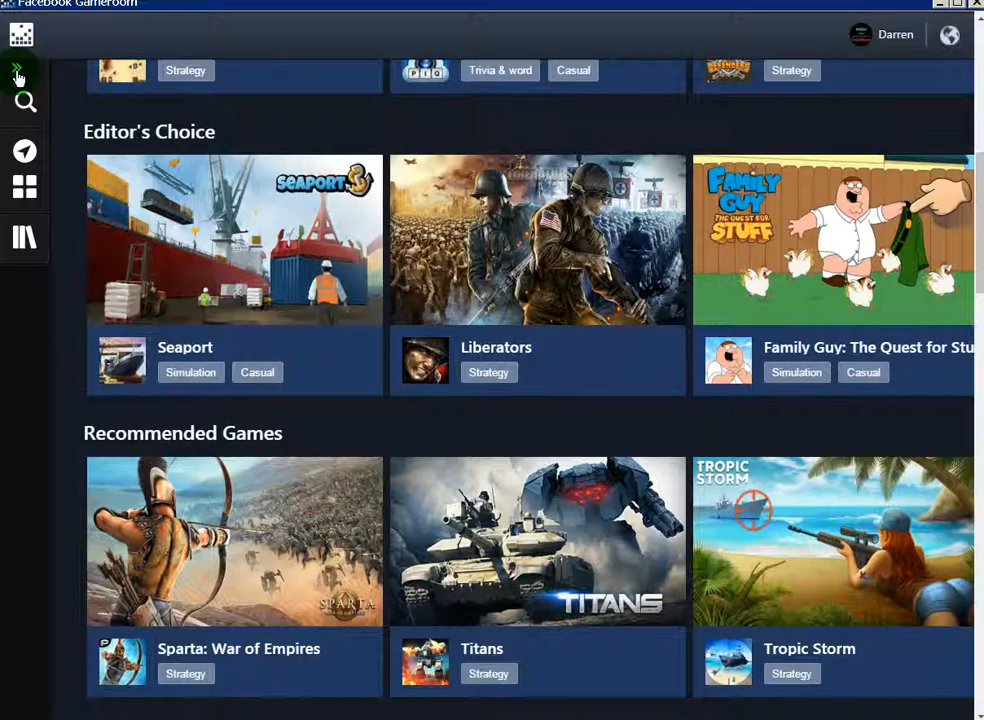 Facebook Gameroom
Darren
Strategy
Trivia & word
Casual
Strategy
Editor's Choice
SEAPORT
FAMILY
GUY
THE QUEST FOR
STUFF
Seaport
Simulation
Casual
Liberators
Strategy
Family Guy: The Quest for Stu
Simulation
Casual
Recommended Games
SPARTA
TITANS
TROPIC
STORM
Sparta: War of Empires
Strategy
Titans
Strategy
Tropic Storm
Strategy